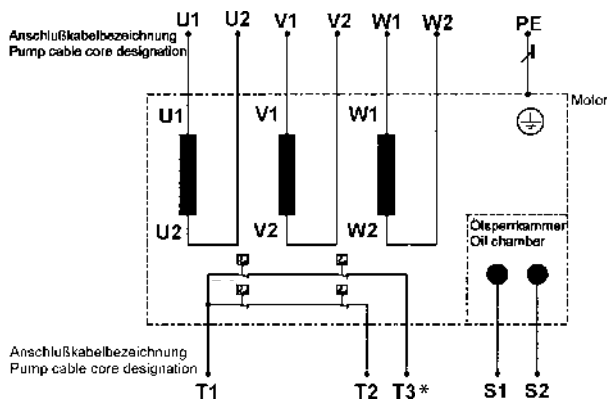 U1 U2 V1 V2 W1 W2 PE
Anschlußkabelbezeichnung
Pump cable core designation
Motor
U1 V1 W1
U2 V2 W2
Ölsperrkammer
Oil chamber
Anschlußkabelbezeichnung
Pump cable core designation
T1 T2 T3* S1 S2